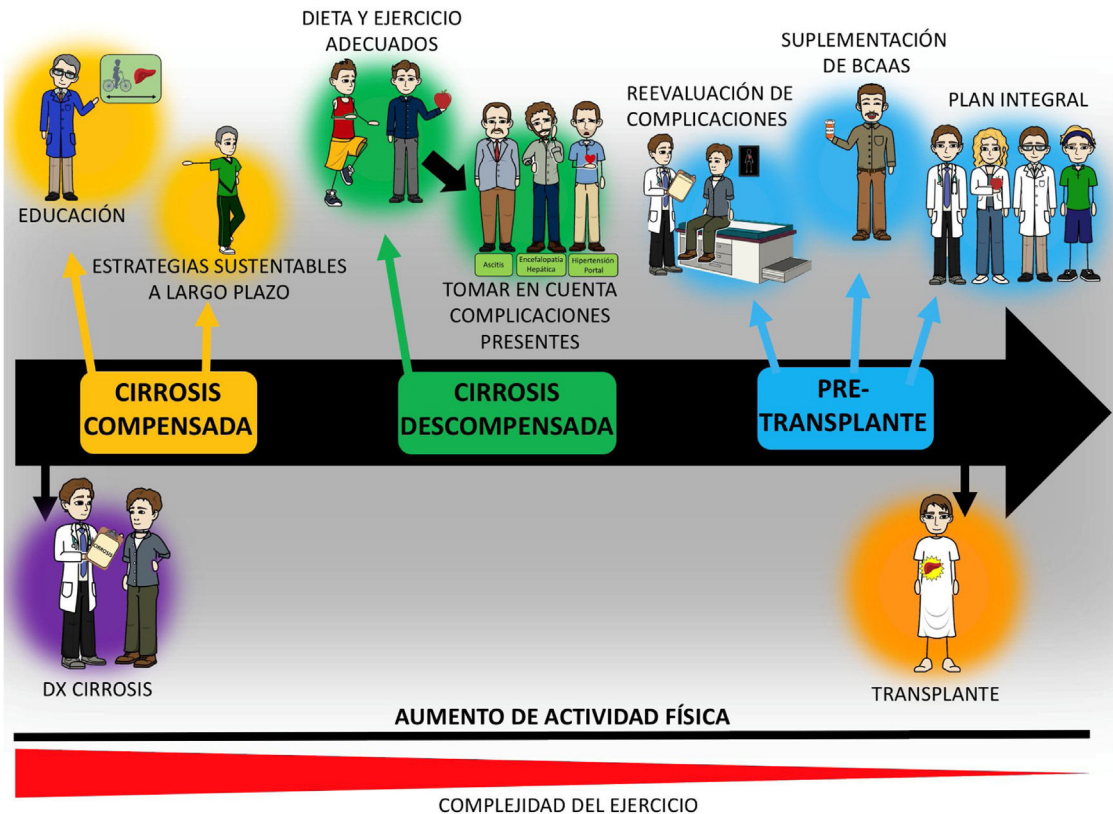 EDUCACIÓN
ESTRATEGIAS SUSTENTABLES
A LARGO PLAZO
DIETA Y EJERCICIO
ADECUADOS
Ascitis
Encefalopatía
Hepática
Hipertensión
Portal
TOMAR EN CUENTA
COMPLICACIONES
PRESENTES
REEVALUACIÓN DE
COMPLICACIONES
SUPLEMENTACIÓN
DE BCAAS
PLAN INTEGRAL
CIRROSIS
COMPENSADA
CIRROSIS
DESCOMPENSADA
PRE-
TRANSPLANTE
CIRROSIS
DX CIRROSIS
TRANSPLANTE
AUMENTO DE ACTIVIDAD FÍSICA
COMPLEJIDAD DEL EJERCICIO